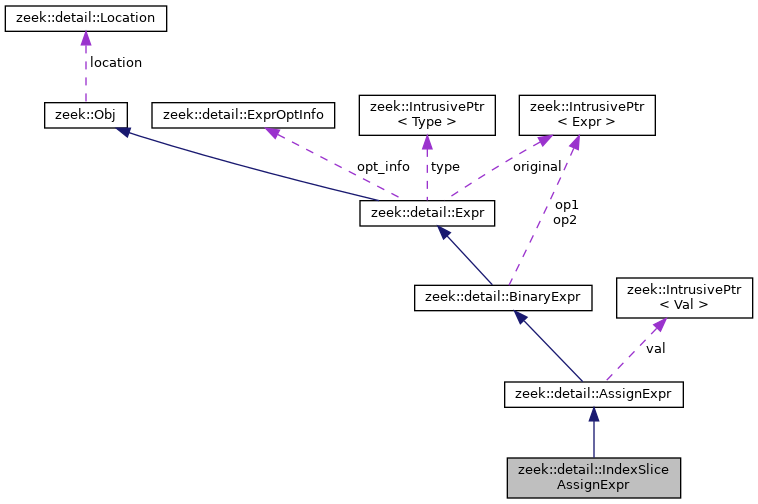 zeek::detail::Location
location
zeek::Obj
zeek::detail::ExprOptInfo
zeek::IntrusivePtr
< Type >
zeek::IntrusivePtr
< Expr >
opt_info
type
original
zeek::detail::Expr
op1
op2
zeek::detail::BinaryExpr
zeek::IntrusivePtr
< Val >
val
zeek::detail::AssignExpr
zeek::detail::IndexSlice
AssignExpr